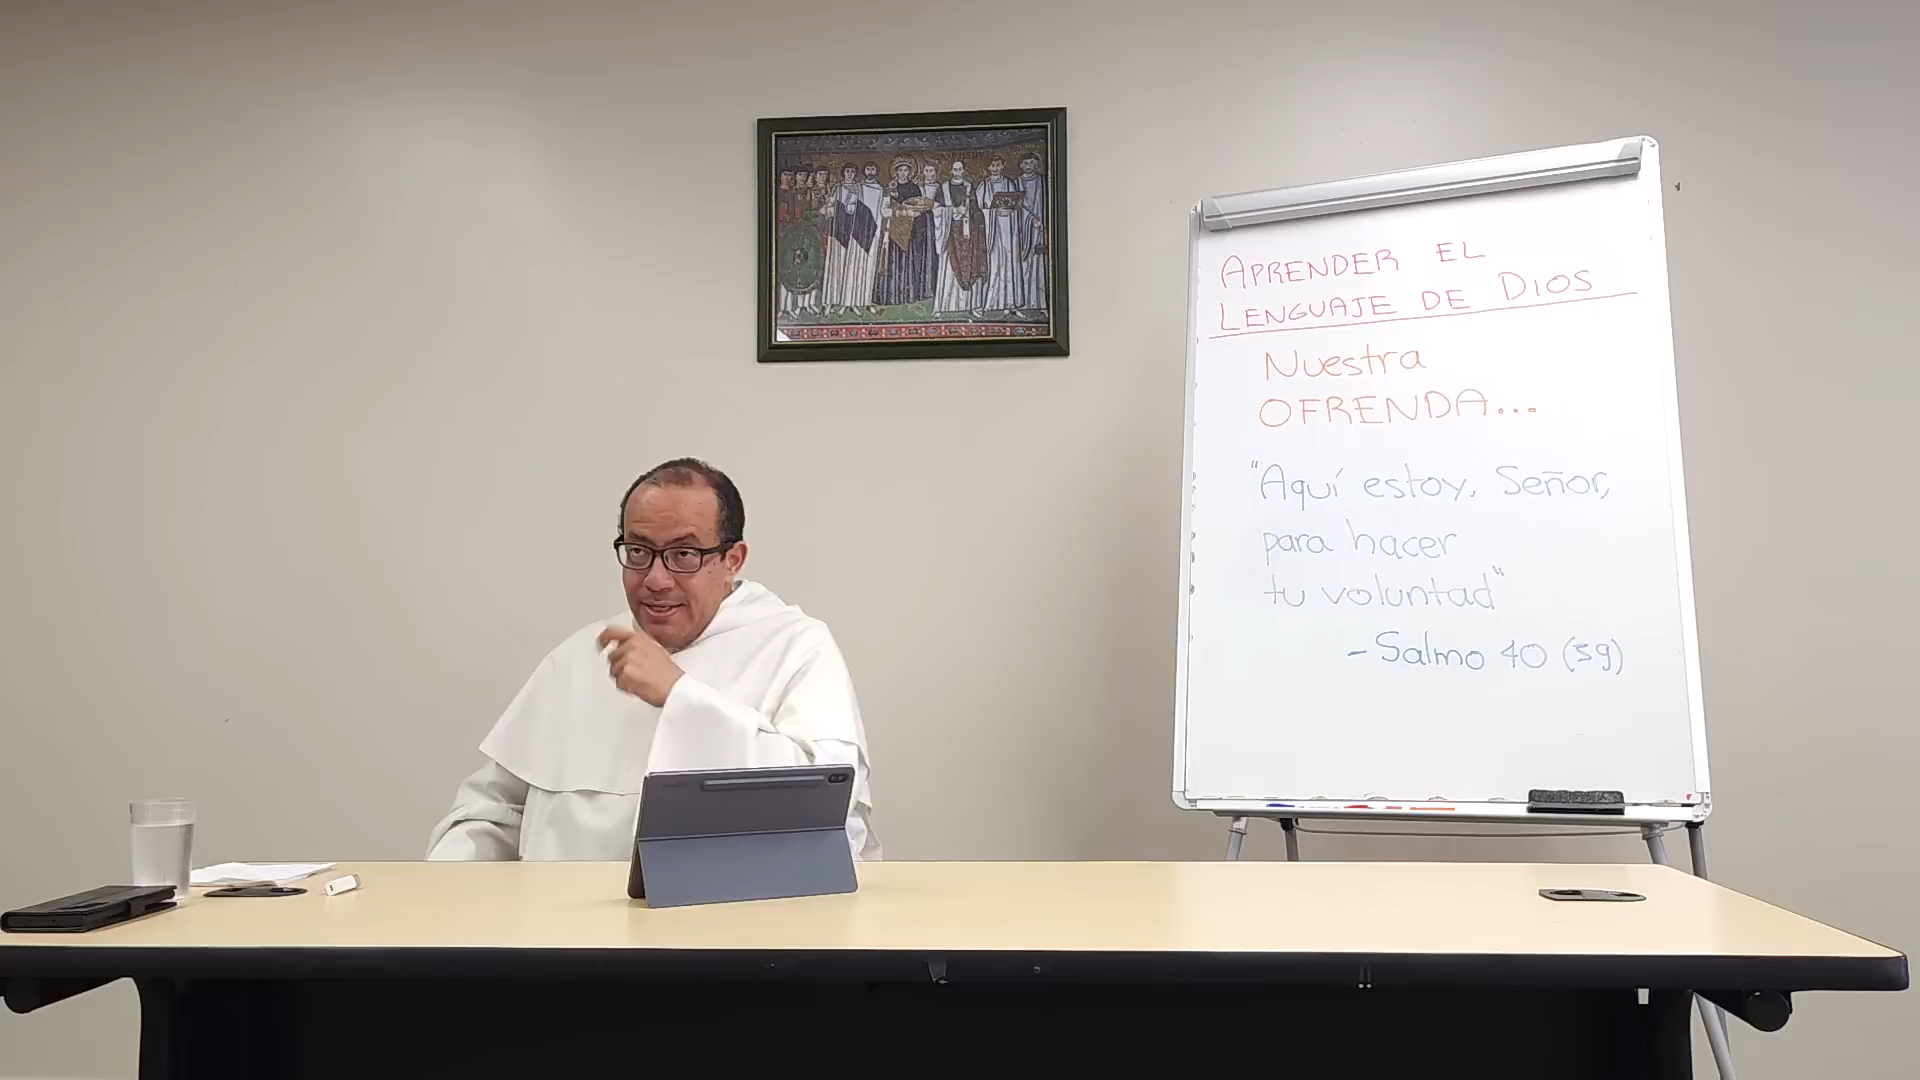 APRENDER EL
LENGUAJE DE DIOS
Nuestra
OFRENDA...
"Aquí estoy, Señor,
para hacer
tu voluntad"
- Salmo 40 (39)